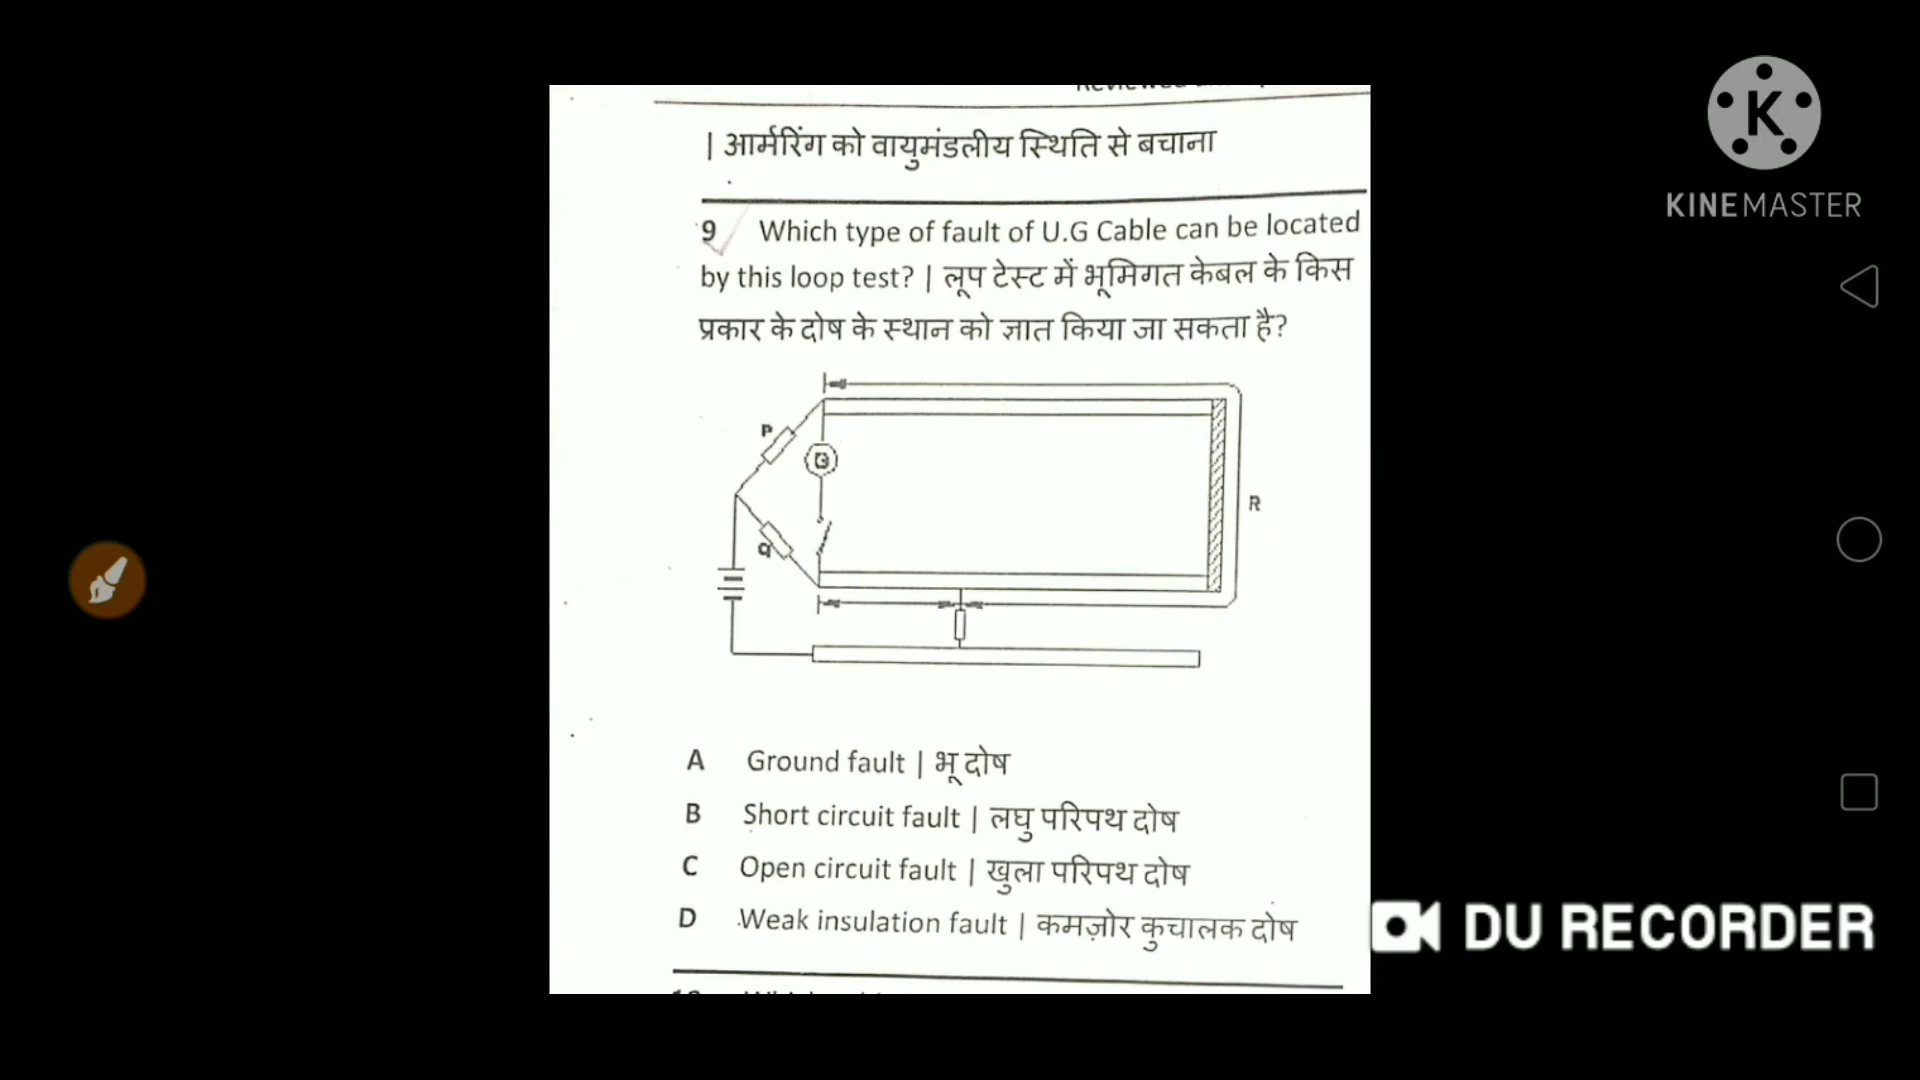 | आर्मरिंग को वायुमंडलीय स्थिति से बचाना
K
KINEMASTER
9 Which type of fault of U.G Cable can be located
by this loop test? | लूप टेस्ट में भूमिगत केबल के किस
प्रकार के दोष के स्थान को ज्ञात किया जा सकता है?
P
G
R
q
A Ground fault | भू दोष
B Short circuit fault | लघु परिपथ दोष
C Open circuit fault | खुला परिपथ दोष
D Weak insulation fault | कमज़ोर कुचालक दोष
DU RECORDER